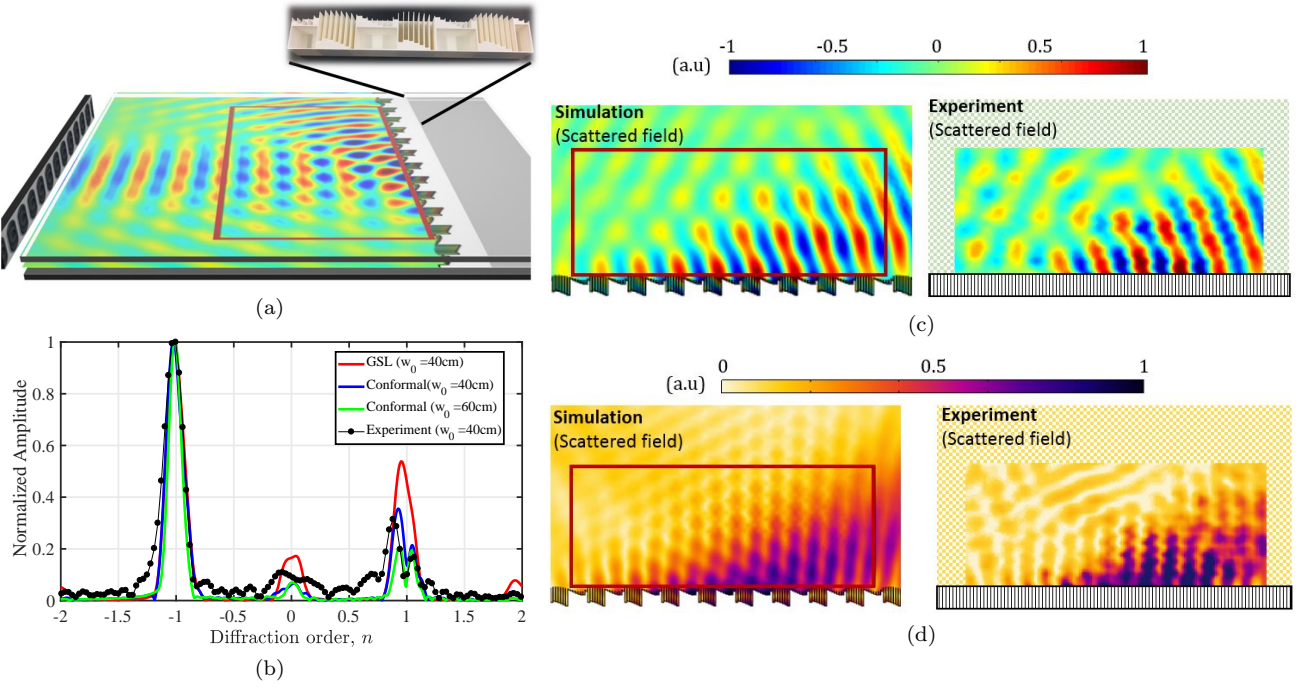 (a.u)
-1 -0.5 0 0.5 1
Simulation
(Scattered field)
Experiment
(Scattered field)
(a)
(c)
Normalized Amplitude
1
0.8
0.6
0.4
0.2
0
-2 -1.5 -1 -0.5 0 0.5 1 1.5 2
Diffraction order, n
GSL (w0 =40cm)
Conformal(w0 =40cm)
Conformal (w0 =60cm)
Experiment (w0 =40cm)
(b)
(a.u)
0 0.5 1
Simulation
(Scattered field)
Experiment
(Scattered field)
(d)